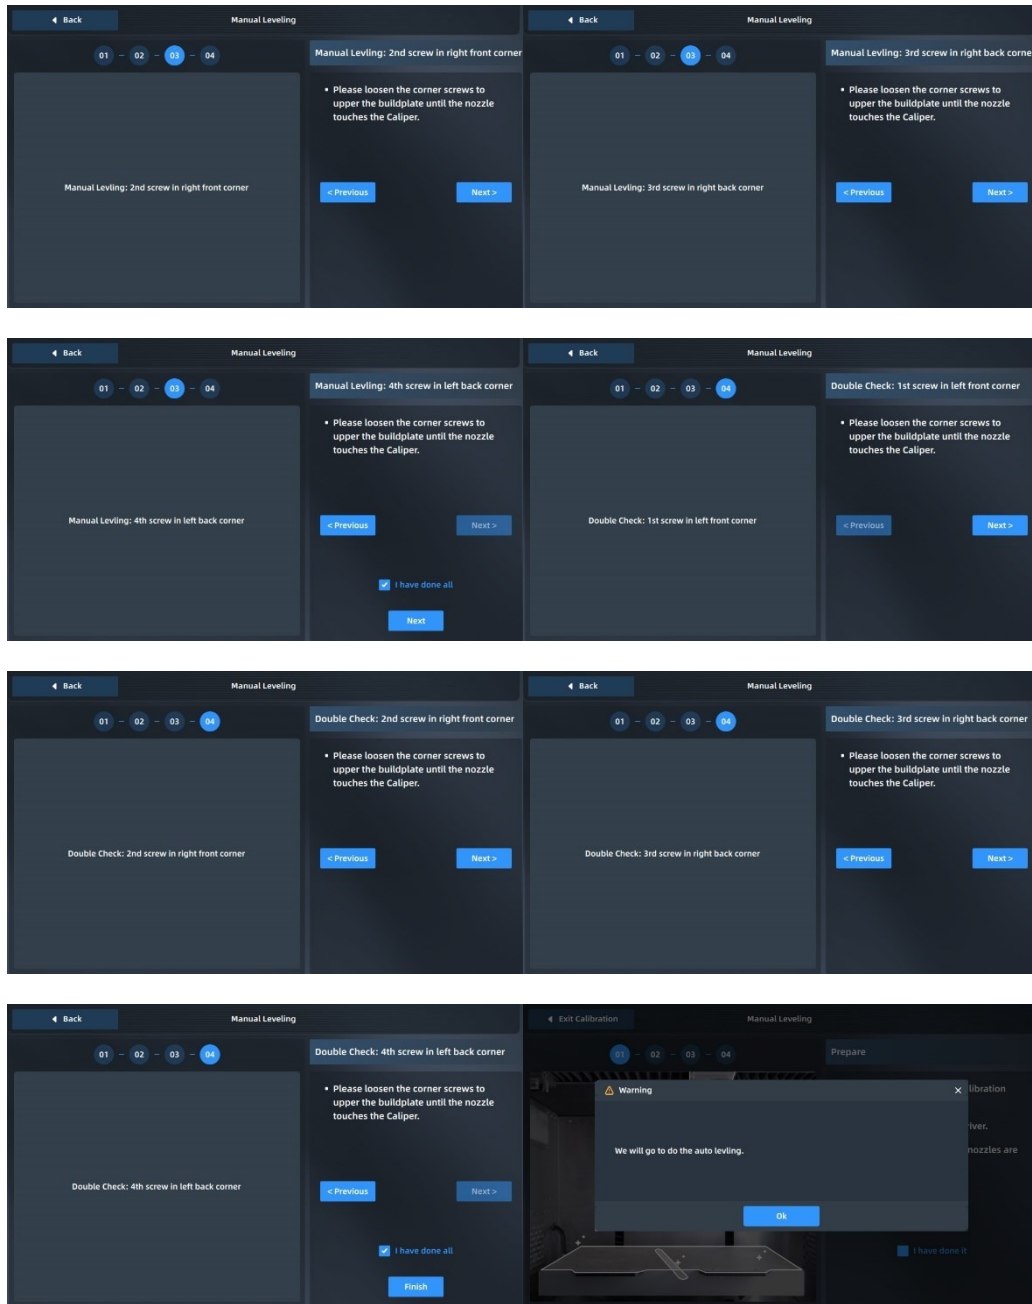 Back
Manual Leveling
01 – 02 – 03 – 04
Manual Levling: 2nd screw in right front corner
Manual Levling: 2nd screw in right front corner
• Please loosen the corner screws to
upper the buildplate until the nozzle
touches the Caliper.
< Previous
Next >
Back
Manual Leveling
01 – 02 – 03 – 04
Manual Levling: 3rd screw in right back corner
Manual Levling: 3rd screw in right back corne
• Please loosen the corner screws to
upper the buildplate until the nozzle
touches the Caliper.
< Previous
Next >
Back
Manual Leveling
01 – 02 – 03 – 04
Manual Levling: 4th screw in left back corner
Manual Leveling: 4th screw in left back corner
• Please loosen the corner screws to
upper the buildplate until the nozzle
touches the Caliper.
< Previous
Next >
I have done all
Next
Back
Manual Leveling
01 – 02 – 03 – 04
Double Check: 1st screw in left front corner
Double Check: 1st screw in left front corner
• Please loosen the corner screws to
upper the buildplate until the nozzle
touches the Caliper.
< Previous
Next >
Back
Manual Leveling
01 – 02 – 03 – 04
Double Check: 2nd screw in right front corner
Double Check: 2nd screw in right front corner
• Please loosen the corner screws to
upper the buildplate until the nozzle
touches the Caliper.
< Previous
Next >
Back
Manual Leveling
01 – 02 – 03 – 04
Double Check: 3rd screw in right back corner
Double Check: 3rd screw in right back corner
• Please loosen the corner screws to
upper the buildplate until the nozzle
touches the Caliper.
< Previous
Next >
Back
Manual Leveling
01 – 02 – 03 – 04
Double Check: 4th screw in left back corner
Double Check: 4th screw in left back corner
• Please loosen the corner screws to
upper the buildplate until the nozzle
touches the Caliper.
< Previous
Next >
I have done all
Finish
Exit Calibration
Manual Leveling
01 – 02 – 03 – 04
Prepare
Warning
We will go to do the auto levling.
Ok
libration
iver.
nozzles are
I have done it